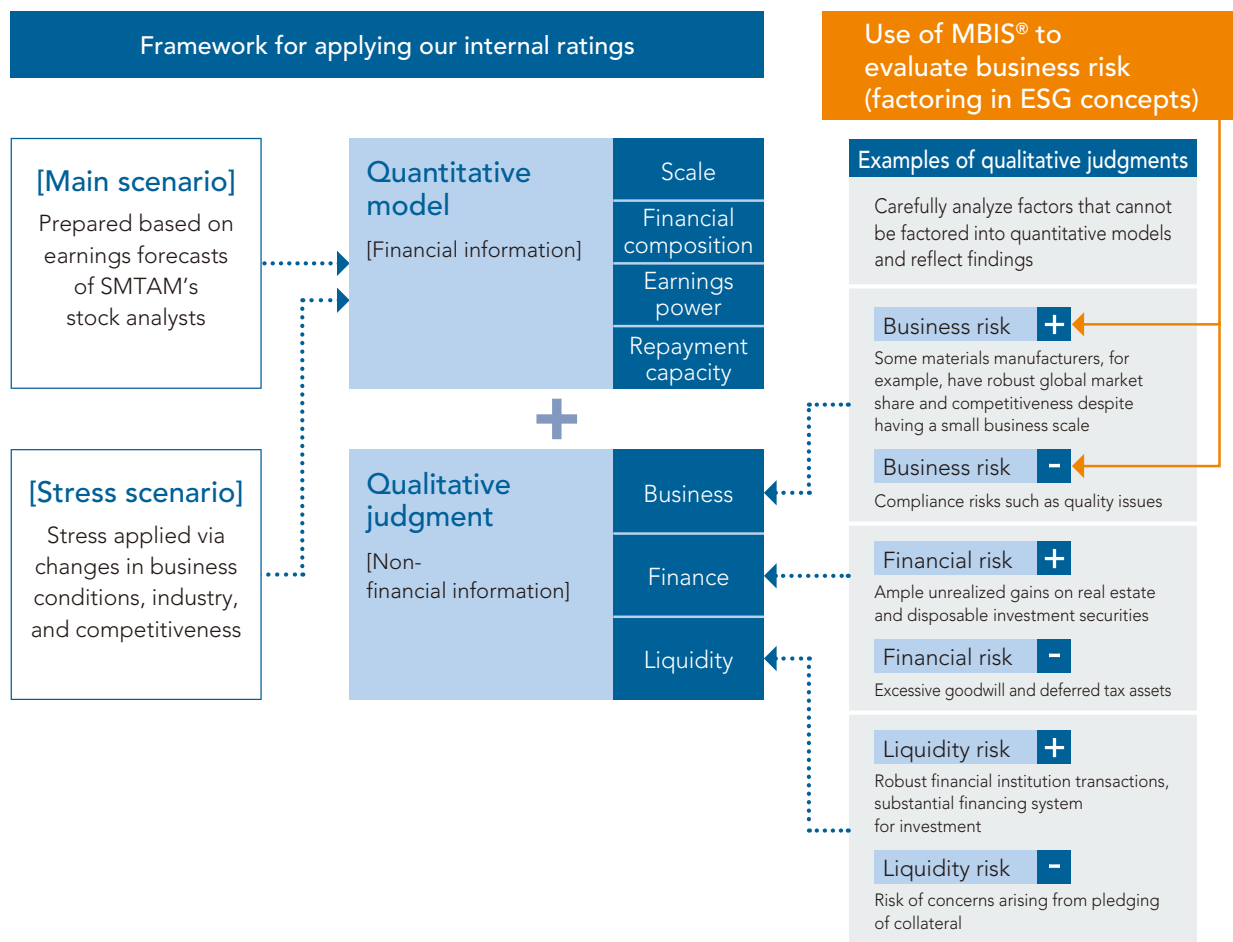 Framework for applying our internal ratings
Use of MBIS® to
evaluate business risk
(factoring in ESG concepts)
[Main scenario]
Prepared based on
earnings forecasts
of SMTAM's
stock analysts
[Stress scenario]
Stress applied via
changes in business
conditions, industry,
and competitiveness
Quantitative
model
[Financial information]
Scale
Financial
composition
Earnings
power
Repayment
capacity
+
Qualitative
judgment
[Non-
financial information]
Business
Finance
Liquidity
Examples of qualitative judgments
Carefully analyze factors that cannot
be factored into quantitative models
and reflect findings
Business risk +
Some materials manufacturers, for
example, have robust global market
share and competitiveness despite
having a small business scale
Business risk -
Compliance risks such as quality issues
Financial risk +
Ample unrealized gains on real estate
and disposable investment securities
Financial risk -
Excessive goodwill and deferred tax assets
Liquidity risk +
Robust financial institution transactions,
substantial financing system
for investment
Liquidity risk -
Risk of concerns arising from pledging
of collateral